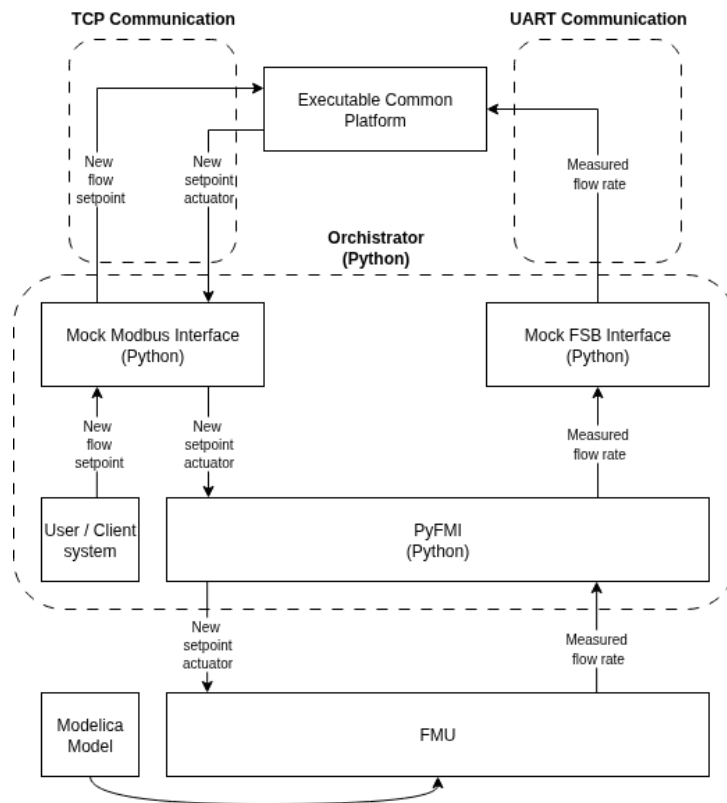 TCP Communication
UART Communication
Executable Common
Platform
New
flow
setpoint
New
setpoint
actuator
Measured
flow rate
Orchistrator
(Python)
Mock Modbus Interface
(Python)
Mock FSB Interface
(Python)
New
flow
setpoint
New
setpoint
actuator
Measured
flow rate
User / Client
system
PyFMI
(Python)
New
setpoint
actuator
Measured
flow rate
Modelica
Model
FMU